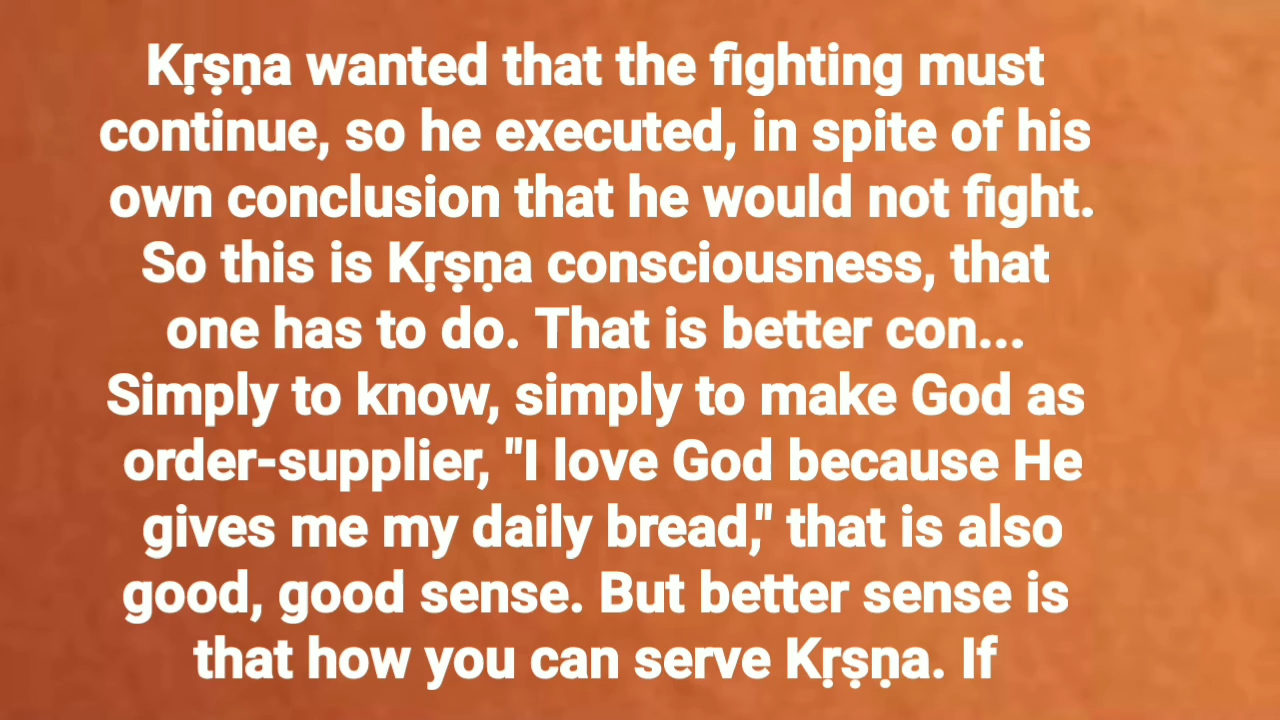 Kṛṣṇa wanted that the fighting must
continue, so he executed, in spite of his
own conclusion that he would not fight.
So this is Kṛṣṇa consciousness, that
one has to do. That is better con...
Simply to know, simply to make God as
order-supplier, "I love God because He
gives me my daily bread," that is also
good, good sense. But better sense is
that how you can serve Kṛṣṇa. If